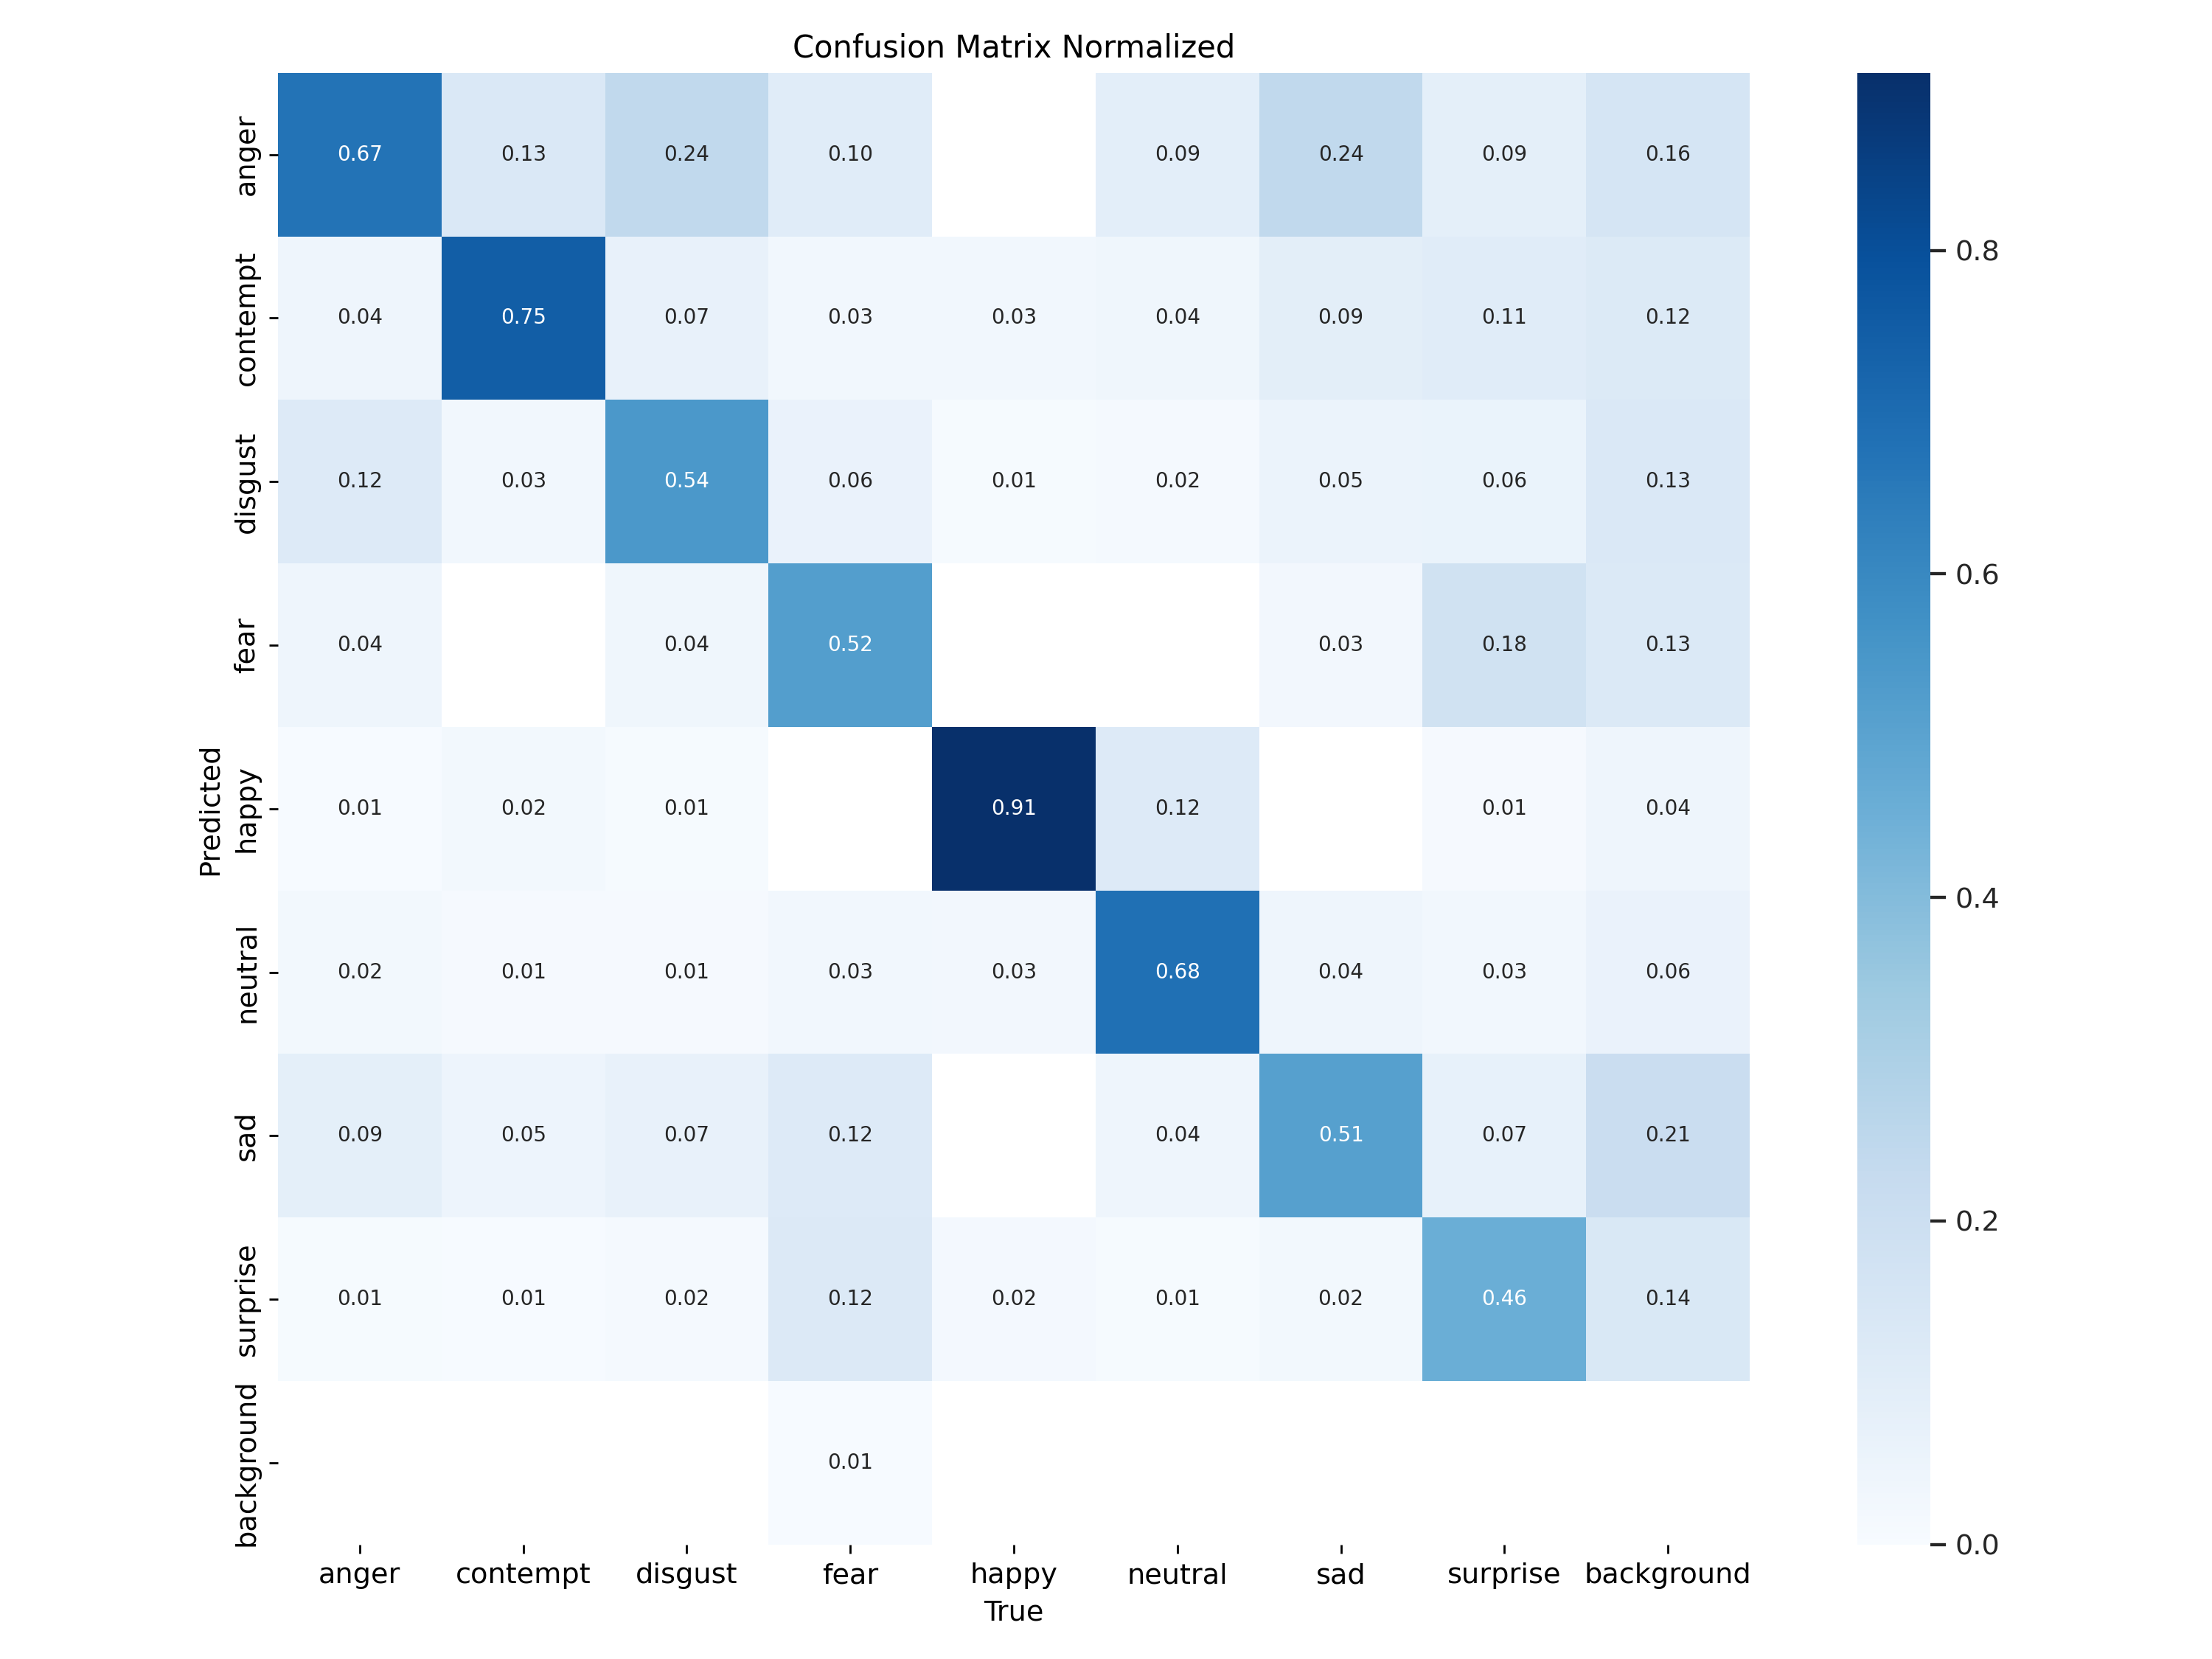 Confusion Matrix Normalized
anger 0.67 0.13 0.24 0.10 0.09 0.24 0.09 0.16
contempt 0.04 0.75 0.07 0.03 0.03 0.04 0.09 0.11 0.12
disgust 0.12 0.03 0.54 0.06 0.01 0.02 0.05 0.06 0.13
fear 0.04 0.04 0.52 0.03 0.18 0.13
happy 0.01 0.02 0.01 0.91 0.12 0.01 0.04
neutral 0.02 0.01 0.01 0.03 0.03 0.68 0.04 0.03 0.06
sad 0.09 0.05 0.07 0.12 0.04 0.51 0.07 0.21
surprise 0.01 0.01 0.02 0.12 0.02 0.01 0.02 0.46 0.14
background 0.01
Predicted
anger contempt disgust fear happy neutral sad surprise background
True
0.8
0.6
0.4
0.2
0.0